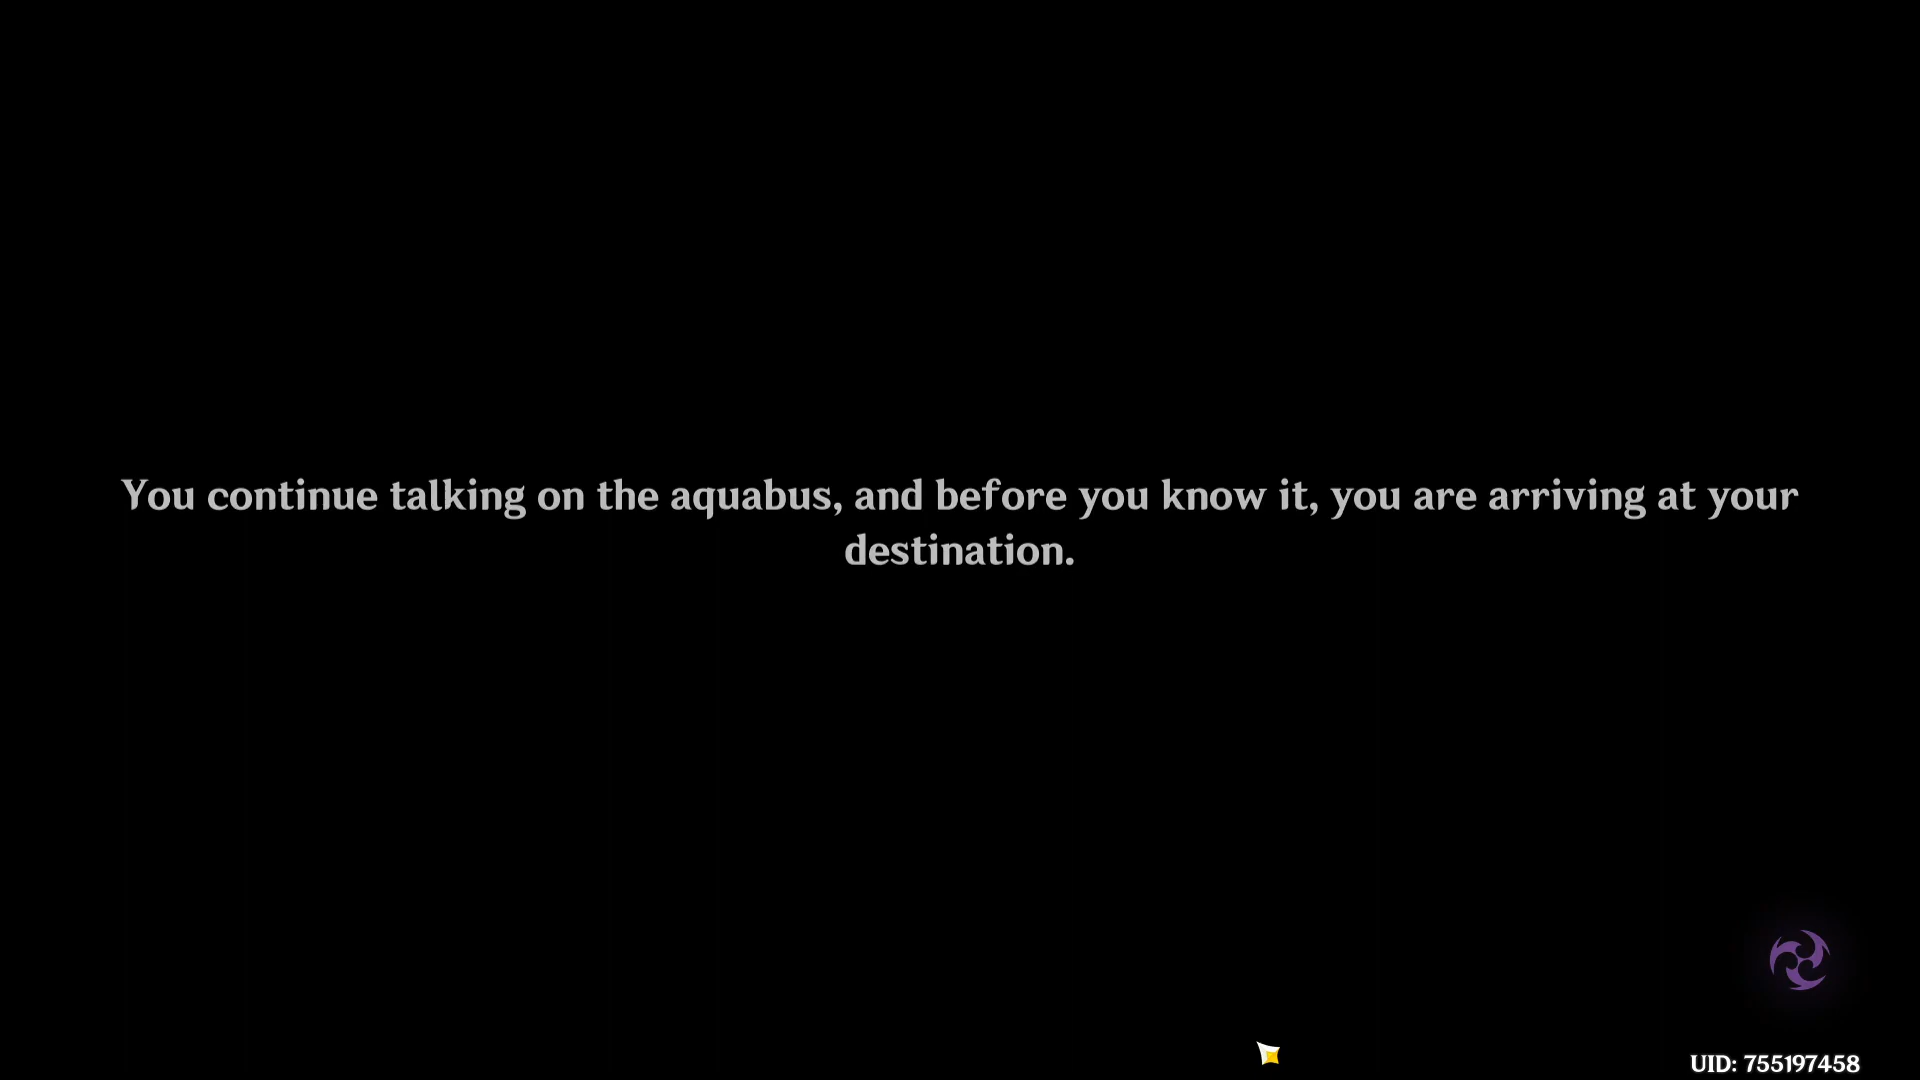 You continue talking on the aquabus, and before you know it, you are arriving at your
destination.
UID: 755197458